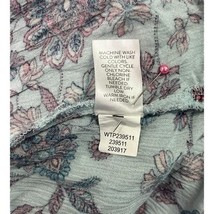 MACHINE WASH
COLD WITH LIKE
COLORS,
GENTLE CYCLE.
ONLY NON-
CHLORINE
BLEACH IF
NEEDED.
TUMBLE DRY
LOW.
WARM IRON IF
NEEDED.
WTP239511
239511
203917